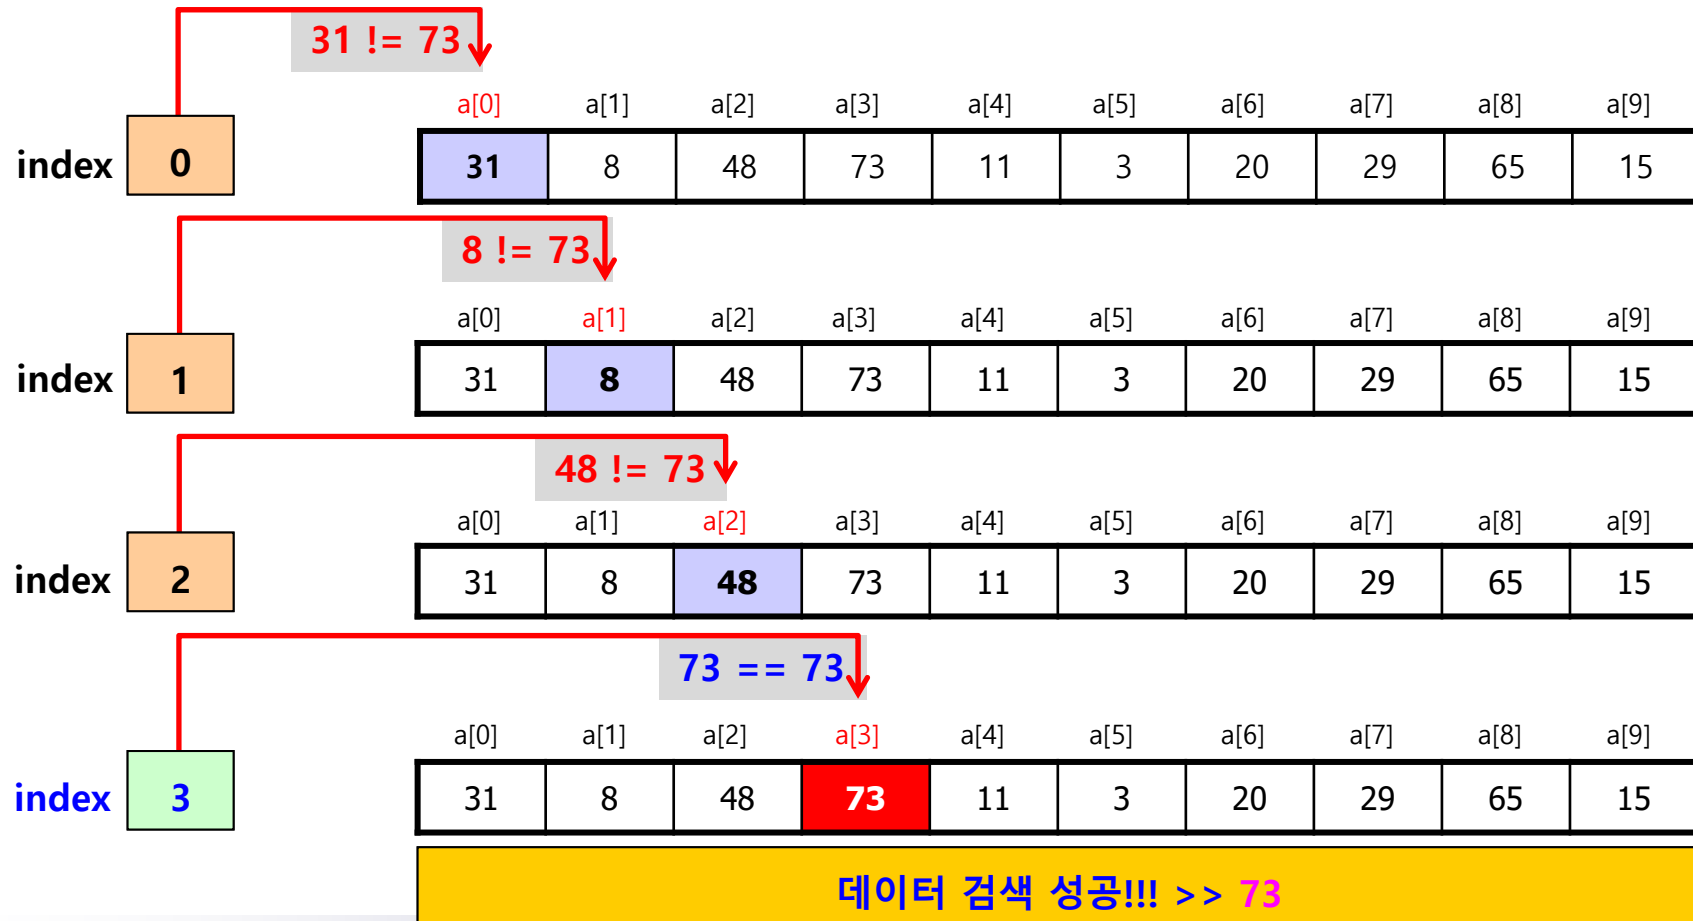 31 != 73
a[0] a[1] a[2] a[3] a[4] a[5] a[6] a[7] a[8] a[9]
index 0 31 8 48 73 11 3 20 29 65 15
8 != 73
a[0] a[1] a[2] a[3] a[4] a[5] a[6] a[7] a[8] a[9]
index 1 31 8 48 73 11 3 20 29 65 15
48 != 73
a[0] a[1] a[2] a[3] a[4] a[5] a[6] a[7] a[8] a[9]
index 2 31 8 48 73 11 3 20 29 65 15
73 == 73
a[0] a[1] a[2] a[3] a[4] a[5] a[6] a[7] a[8] a[9]
index 3 31 8 48 73 11 3 20 29 65 15
데이터 검색 성공!!! >> 73